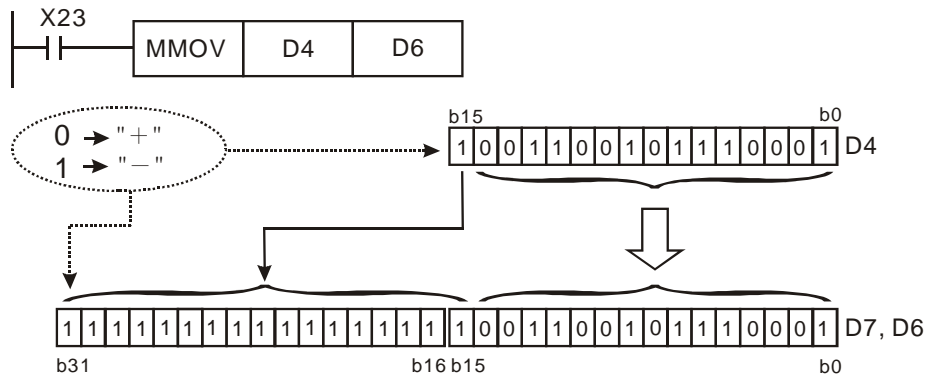 X23
MMOV D4 D6
b15 b0
0 → "+"
1 → "−"
1 0 0 1 1 0 0 1 0 1 1 1 0 0 0 1 D4
1 1 1 1 1 1 1 1 1 1 1 1 1 1 1 1 1 0 0 1 1 0 0 1 0 1 1 1 0 0 0 1 D7, D6
b31 b16 b15 b0